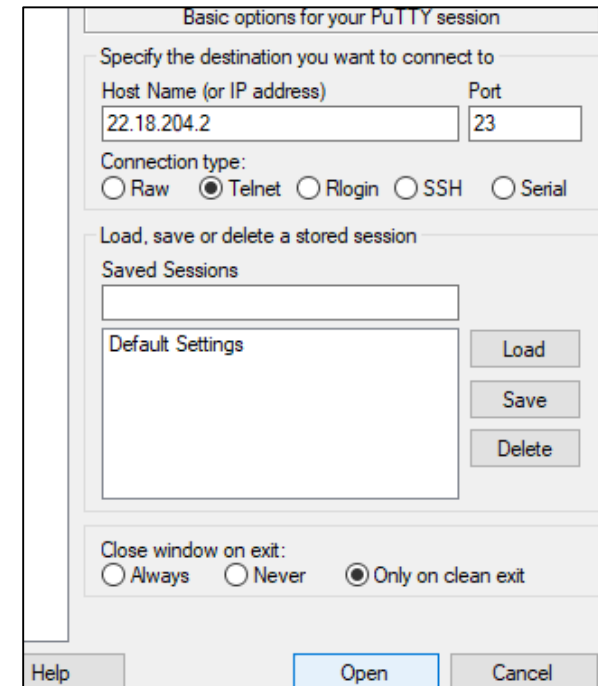 Basic options for your PuTTY session
Specify the destination you want to connect to
Host Name (or IP address) Port
22.18.204.2 23
Connection type:
Raw Telnet Rlogin SSH Serial
Load, save or delete a stored session
Saved Sessions
Default Settings
Load
Save
Delete
Close window on exit:
Always Never Only on clean exit
Help Open Cancel